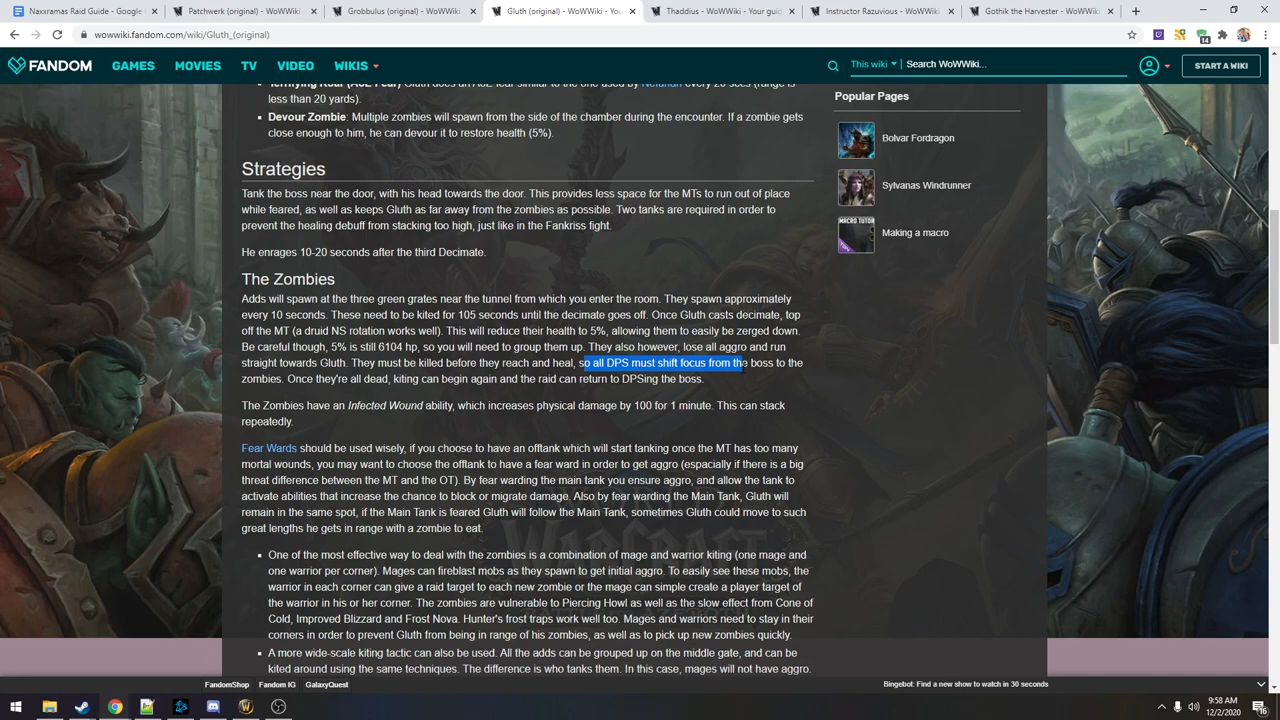 Naxxramas Raid Guide - Google
Patchwerk (original) - WoWWiki
Grobbulus (original) - WoWWiki
Gluth (original) - WoWWiki - You
Thaddius - WoWWiki - Your guid
Instructor Razuvious - WoWWiki
Gothik the Harvester - WoWWiki
wowwiki.fandom.com/wiki/Gluth_(original)
14
FANDOM
GAMES
MOVIES
TV
VIDEO
WIKIS
This wiki
Search WoWWiki...
START A WIKI
Terrifying Roar (AoE Fear) Gluth does an AoE fear similar to the one used by Nefarian every 20 secs (range is
less than 20 yards).
Devour Zombie: Multiple zombies will spawn from the side of the chamber during the encounter. If a zombie gets
close enough to him, he can devour it to restore health (5%).
Strategies
Tank the boss near the door, with his head towards the door. This provides less space for the MTs to run out of place
while feared, as well as keeps Gluth as far away from the zombies as possible. Two tanks are required in order to
prevent the healing debuff from stacking too high, just like in the Fankriss fight.
He enrages 10-20 seconds after the third Decimate.
The Zombies
Adds will spawn at the three green grates near the tunnel from which you enter the room. They spawn approximately
every 10 seconds. These need to be kited for 105 seconds until the decimate goes off. Once Gluth casts decimate, top
off the MT (a druid NS rotation works well). This will reduce their health to 5%, allowing them to easily be zerged down.
Be careful though, 5% is still 6104 hp, so you will need to group them up. They also however, lose all aggro and run
straight towards Gluth. They must be killed before they reach and heal, so all DPS must shift focus from the boss to the
zombies. Once they're all dead, kiting can begin again and the raid can return to DPSing the boss.
The Zombies have an Infected Wound ability, which increases physical damage by 100 for 1 minute. This can stack
repeatedly.
Fear Wards should be used wisely, if you choose to have an offtank which will start tanking once the MT has too many
mortal wounds, you may want to choose the offtank to have a fear ward in order to get aggro (espacially if there is a big
threat difference between the MT and the OT). By fear warding the main tank you ensure aggro, and allow the tank to
activate abilities that increase the chance to block or migrate damage. Also by fear warding the Main Tank, Gluth will
remain in the same spot, if the Main Tank is feared Gluth will follow the Main Tank, sometimes Gluth could move to such
great lengths he gets in range with a zombie to eat.
One of the most effective way to deal with the zombies is a combination of mage and warrior kiting (one mage and
one warrior per corner). Mages can fireblast mobs as they spawn to get initial aggro. To easily see these mobs, the
warrior in each corner can give a raid target to each new zombie or the mage can simple create a player target of
the warrior in his or her corner. The zombies are vulnerable to Piercing Howl as well as the slow effect from Cone of
Cold, Improved Blizzard and Frost Nova. Hunter's frost traps work well too. Mages and warriors need to stay in their
corners in order to prevent Gluth from being in range of his zombies, as well as to pick up new zombies quickly.
A more wide-scale kiting tactic can also be used. All the adds can be grouped up on the middle gate, and can be
kited around using the same techniques. The difference is who tanks them. In this case, mages will not have aggro.
Popular Pages
Bolvar Fordragon
Sylvanas Windrunner
MACRO TUTOR
Making a macro
FandomShop
Fandom IG
GalaxyQuest
Bingebot: Find a new show to watch in 30 seconds
9:58 AM
12/2/2020
16